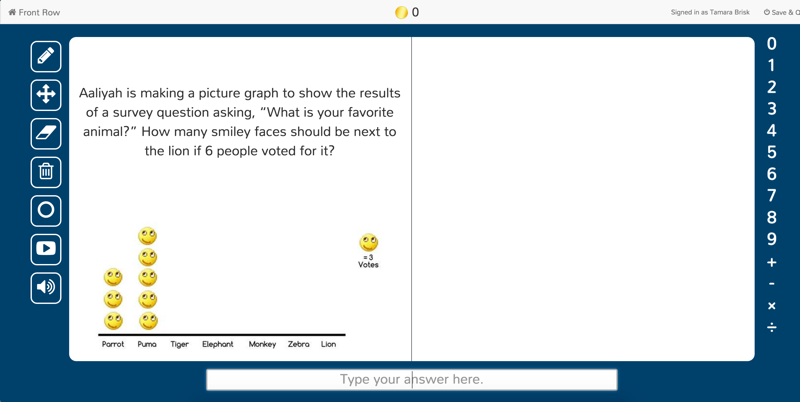 Front Row
0
Signed in as Tamara Brisk
Save & Q
Aaliyah is making a picture graph to show the results
of a survey question asking, “What is your favorite
animal?” How many smiley faces should be next to
the lion if 6 people voted for it?
= 3
Votes
Parrot Puma Tiger Elephant Monkey Zebra Lion
0
1
2
3
4
5
6
7
8
9
+
-
×
÷
Type your answer here.